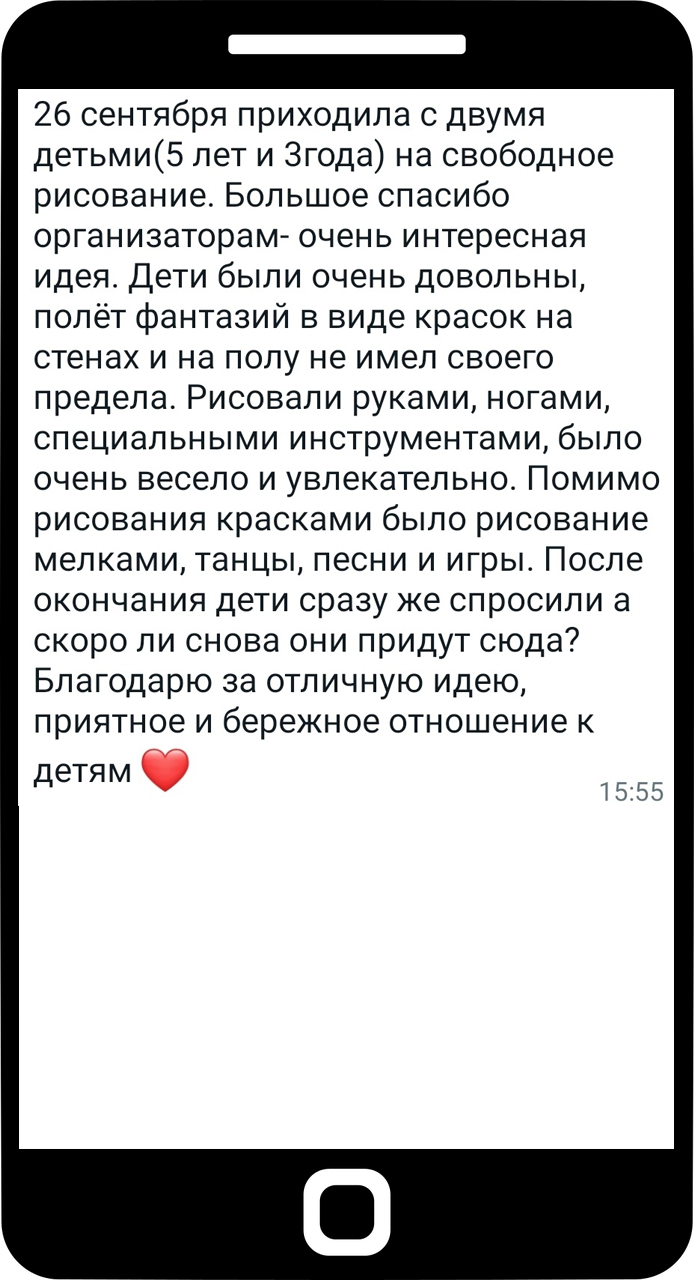 26 сентября приходила с двумя
детьми(5 лет и 3года) на свободное
рисование. Большое спасибо
организаторам- очень интересная
идея. Дети были очень довольны,
полёт фантазий в виде красок на
стенах и на полу не имел своего
предела. Рисовали руками, ногами,
специальными инструментами, было
очень весело и увлекательно. Помимо
рисования красками было рисование
мелками, танцы, песни и игры. После
окончания дети сразу же спросили а
скоро ли снова они придут сюда?
Благодарю за отличную идею,
приятное и бережное отношение к
детям ❤️
15:55